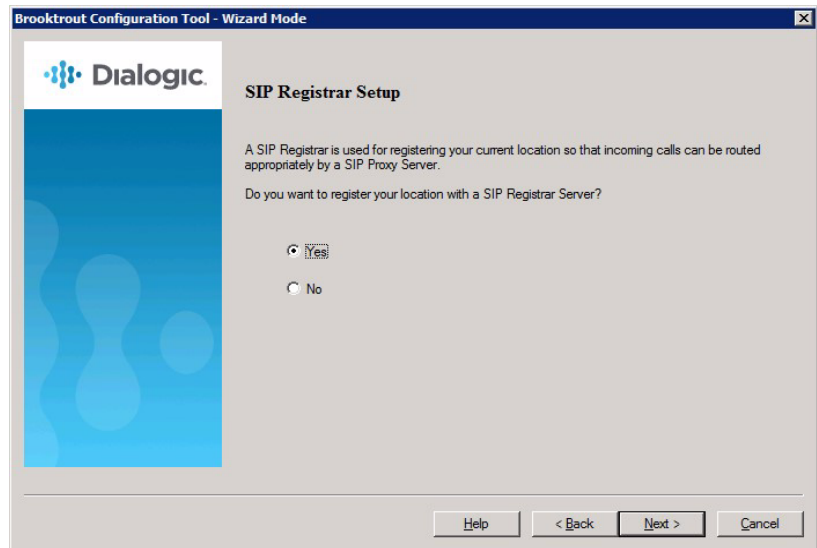 Brooktrout Configuration Tool - Wizard Mode
Dialogic.
SIP Registrar Setup
A SIP Registrar is used for registering your current location so that incoming calls can be routed
appropriately by a SIP Proxy Server.
Do you want to register your location with a SIP Registrar Server?
Yes
No
Help
< Back
Next >
Cancel